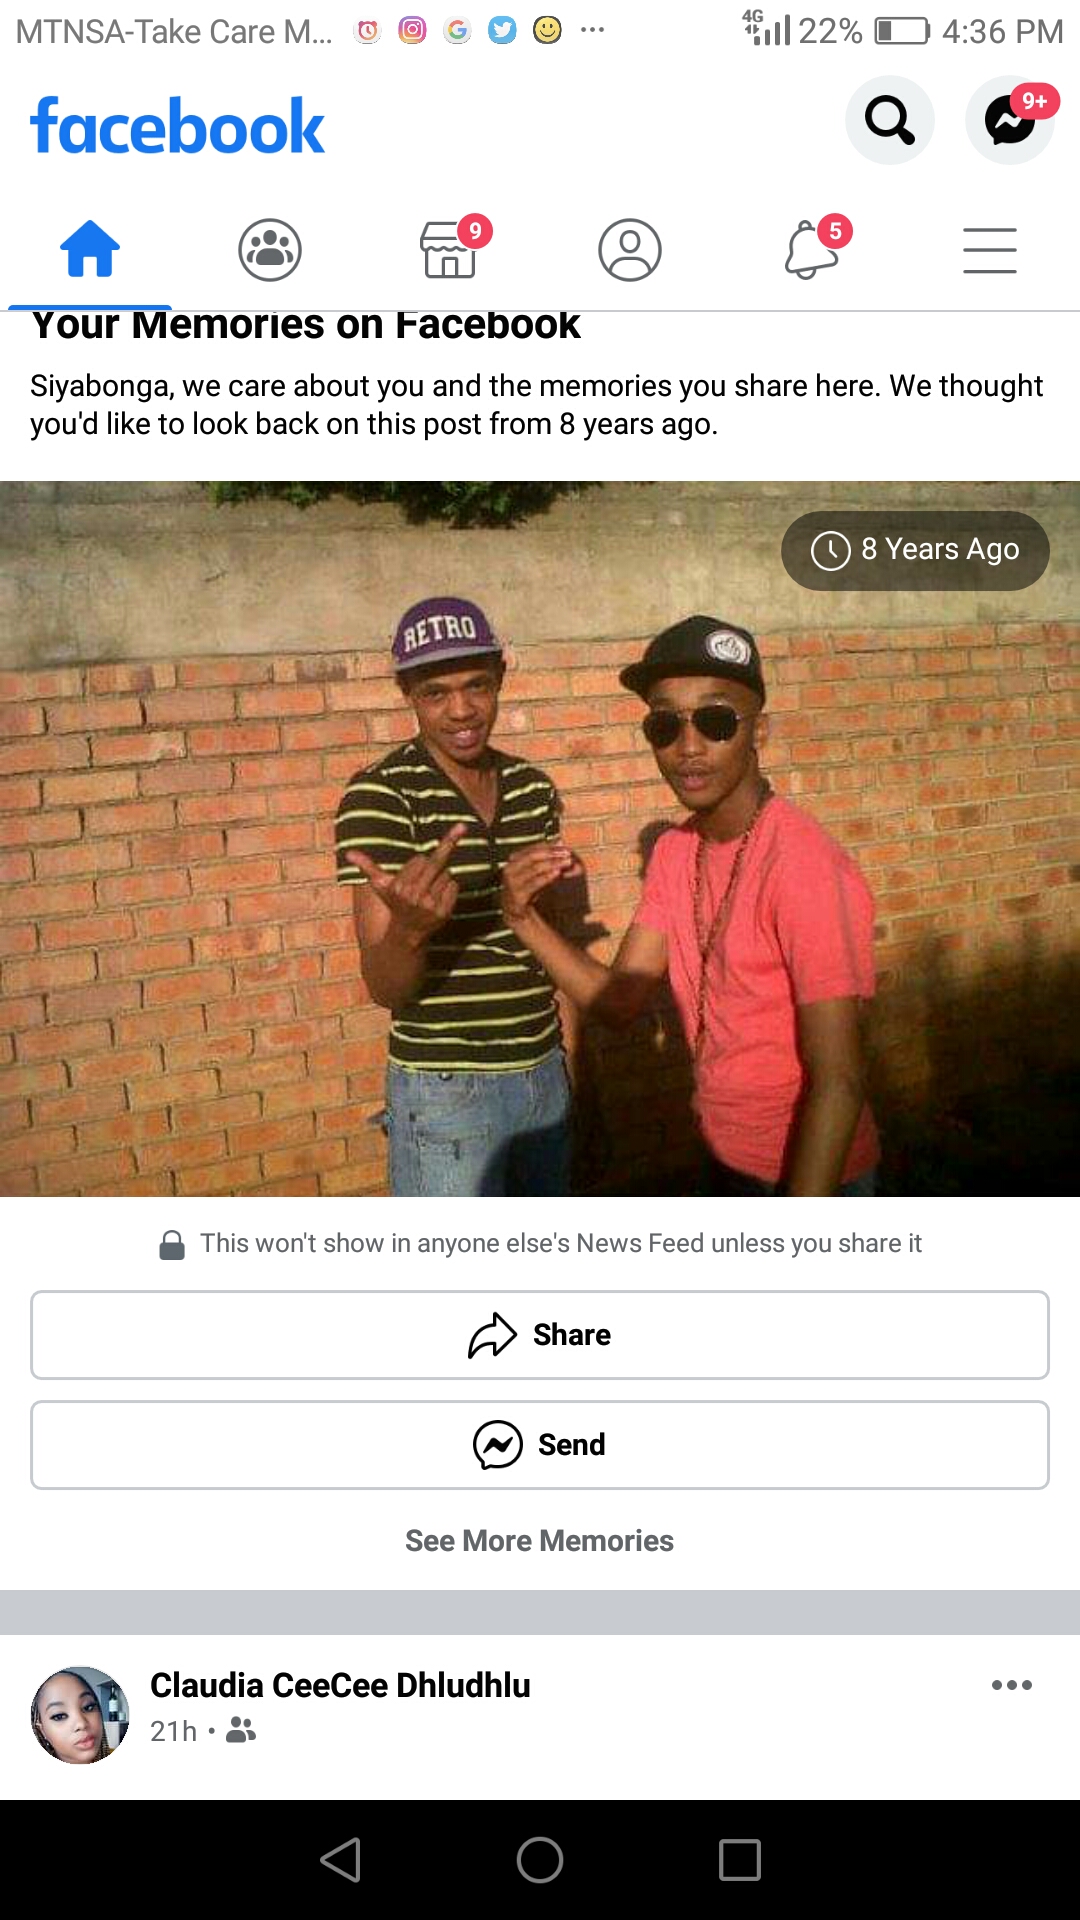 MTNSA-Take Care M... ... 4G 22% 4:36 PM
facebook
9+
9
5
Your Memories on Facebook
Siyabonga, we care about you and the memories you share here. We thought
you'd like to look back on this post from 8 years ago.
8 Years Ago
RETRO
This won't show in anyone else's News Feed unless you share it
Share
Send
See More Memories
Claudia CeeCee Dhludhlu
21h •